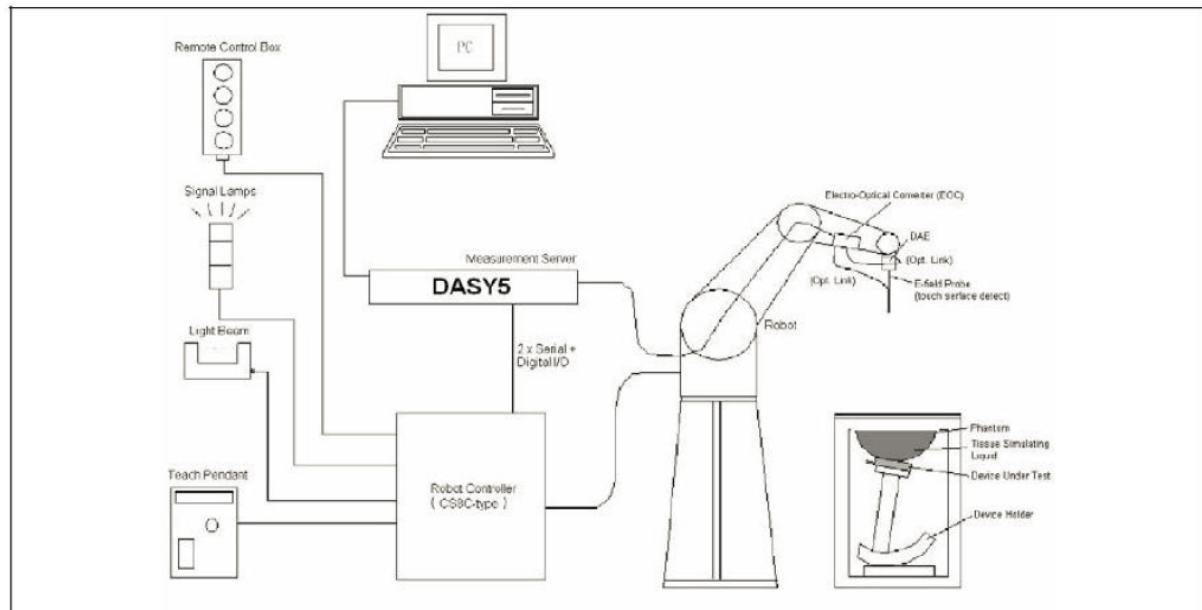 Remote Control Box
PC
Signal Lamps
Electro-Optical Converter (EOC)
DAE
(Opt. Link)
Measurement Server
DASY5
(Opt. Link)
E-field Probe
(touch surface detect)
Robot
Light Beam
2 x Serial +
Digital I/O
Phantom
Tissue Simulating
Liquid
Device Under Test
Teach Pendant
Robot Controller
( CS8C-type )
Device Holder